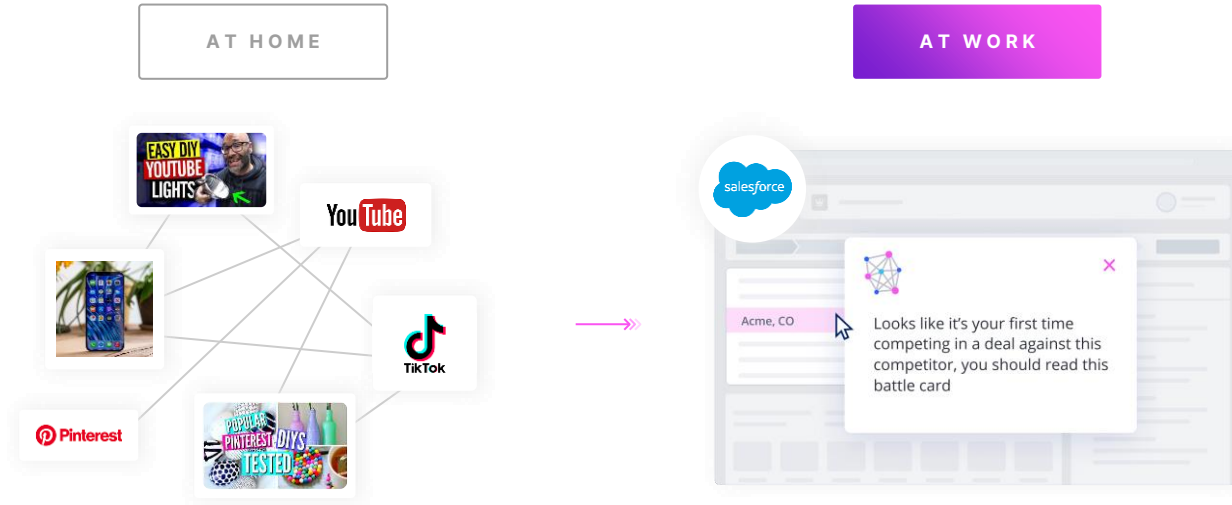 AT HOME
AT WORK
EASY DIY
YOUTUBE
LIGHTS
YouTube
TikTok
Pinterest
POPULAR
PINTEREST DIYS
TESTED
salesforce
Acme, CO
Looks like it’s your first time
competing in a deal against this
competitor, you should read this
battle card